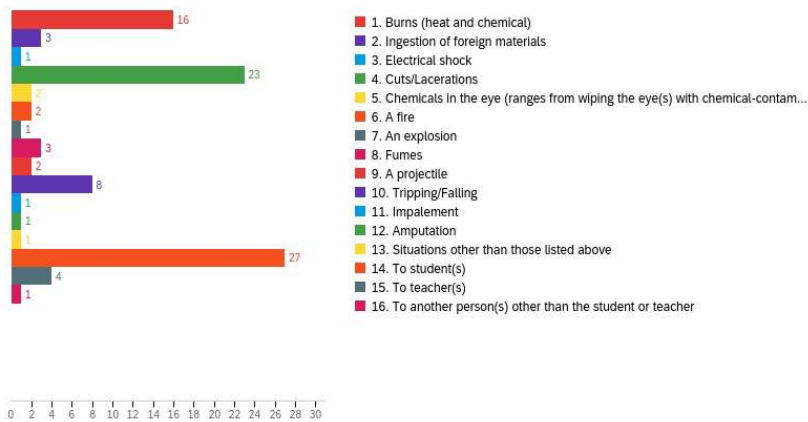 16
3
1
23
2
2
1
3
2
8
1
1
1
27
4
1
0 2 4 6 8 10 12 14 16 18 20 22 24 26 28 30
1. Burns (heat and chemical)
2. Ingestion of foreign materials
3. Electrical shock
4. Cuts/Lacerations
5. Chemicals in the eye (ranges from wiping the eye(s) with chemical-contam...
6. A fire
7. An explosion
8. Fumes
9. A projectile
10. Tripping/Falling
11. Impalement
12. Amputation
13. Situations other than those listed above
14. To student(s)
15. To teacher(s)
16. To another person(s) other than the student or teacher